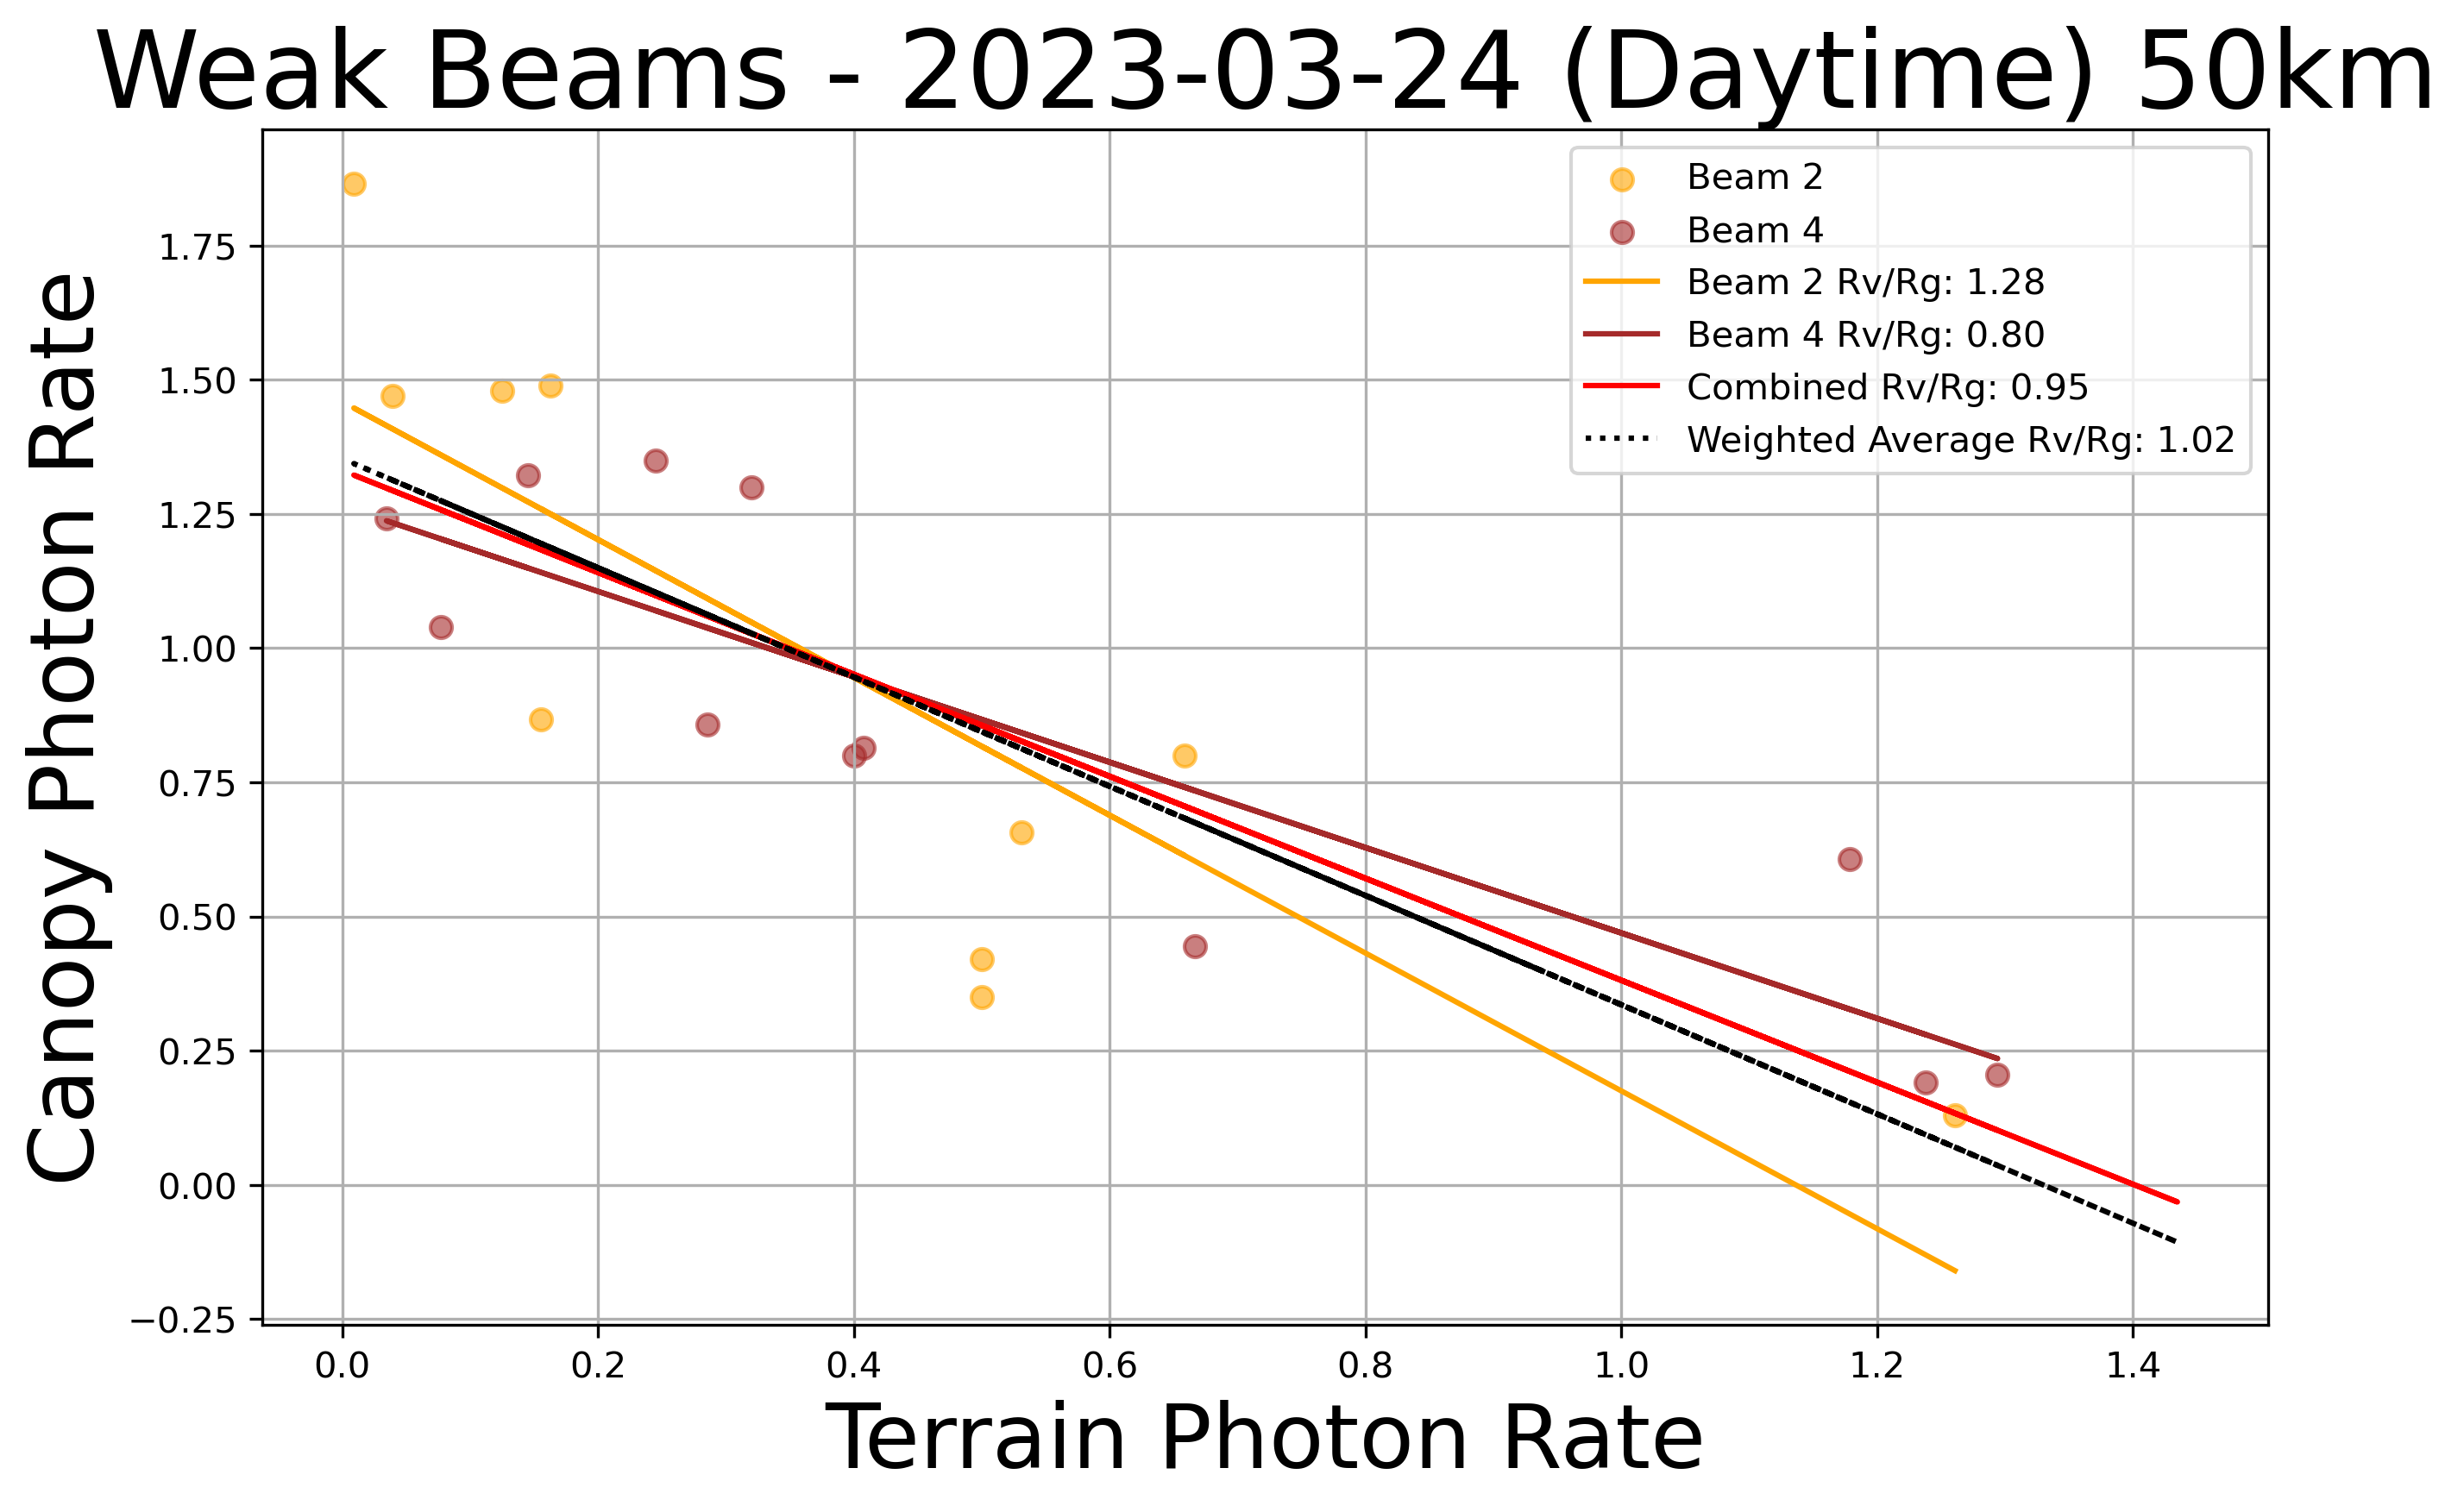 Weak Beams - 2023-03-24 (Daytime) 50km
Canopy Photon Rate
1.75
1.50
1.25
1.00
0.75
0.50
0.25
0.00
−0.25
Beam 2
Beam 4
Beam 2 Rv/Rg: 1.28
Beam 4 Rv/Rg: 0.80
Combined Rv/Rg: 0.95
Weighted Average Rv/Rg: 1.02
0.0 0.2 0.4 0.6 0.8 1.0 1.2 1.4
Terrain Photon Rate